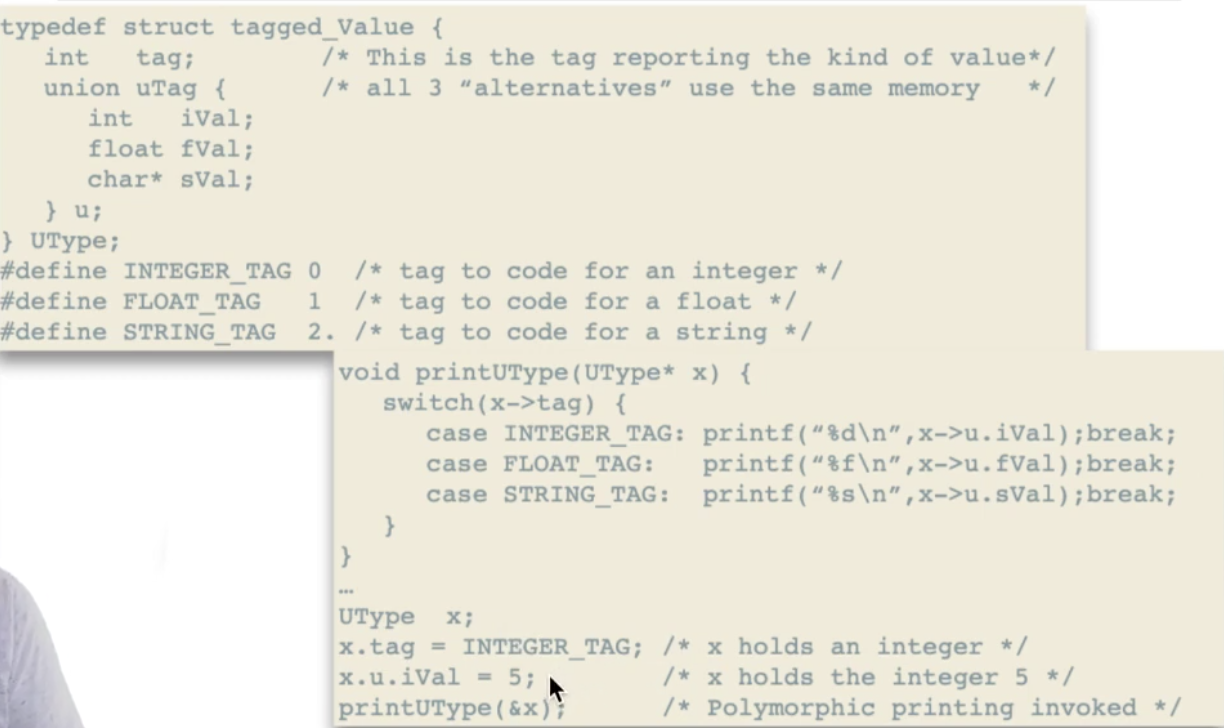 typedef struct tagged_Value {
int tag; /* This is the tag reporting the kind of value*/
union uTag { /* all 3 “alternatives” use the same memory */
int iVal;
float fVal;
char* sVal;
} u;
} UType;
#define INTEGER_TAG 0 /* tag to code for an integer */
#define FLOAT_TAG 1 /* tag to code for a float */
#define STRING_TAG 2. /* tag to code for a string */
void printUType(UType* x) {
switch(x->tag) {
case INTEGER_TAG: printf(“%d\n”,x->u.iVal);break;
case FLOAT_TAG: printf(“%f\n”,x->u.fVal);break;
case STRING_TAG: printf(“%s\n”,x->u.sVal);break;
}
}
…
UType x;
x.tag = INTEGER_TAG; /* x holds an integer */
x.u.iVal = 5; /* x holds the integer 5 */
printUType(&x); /* Polymorphic printing invoked */